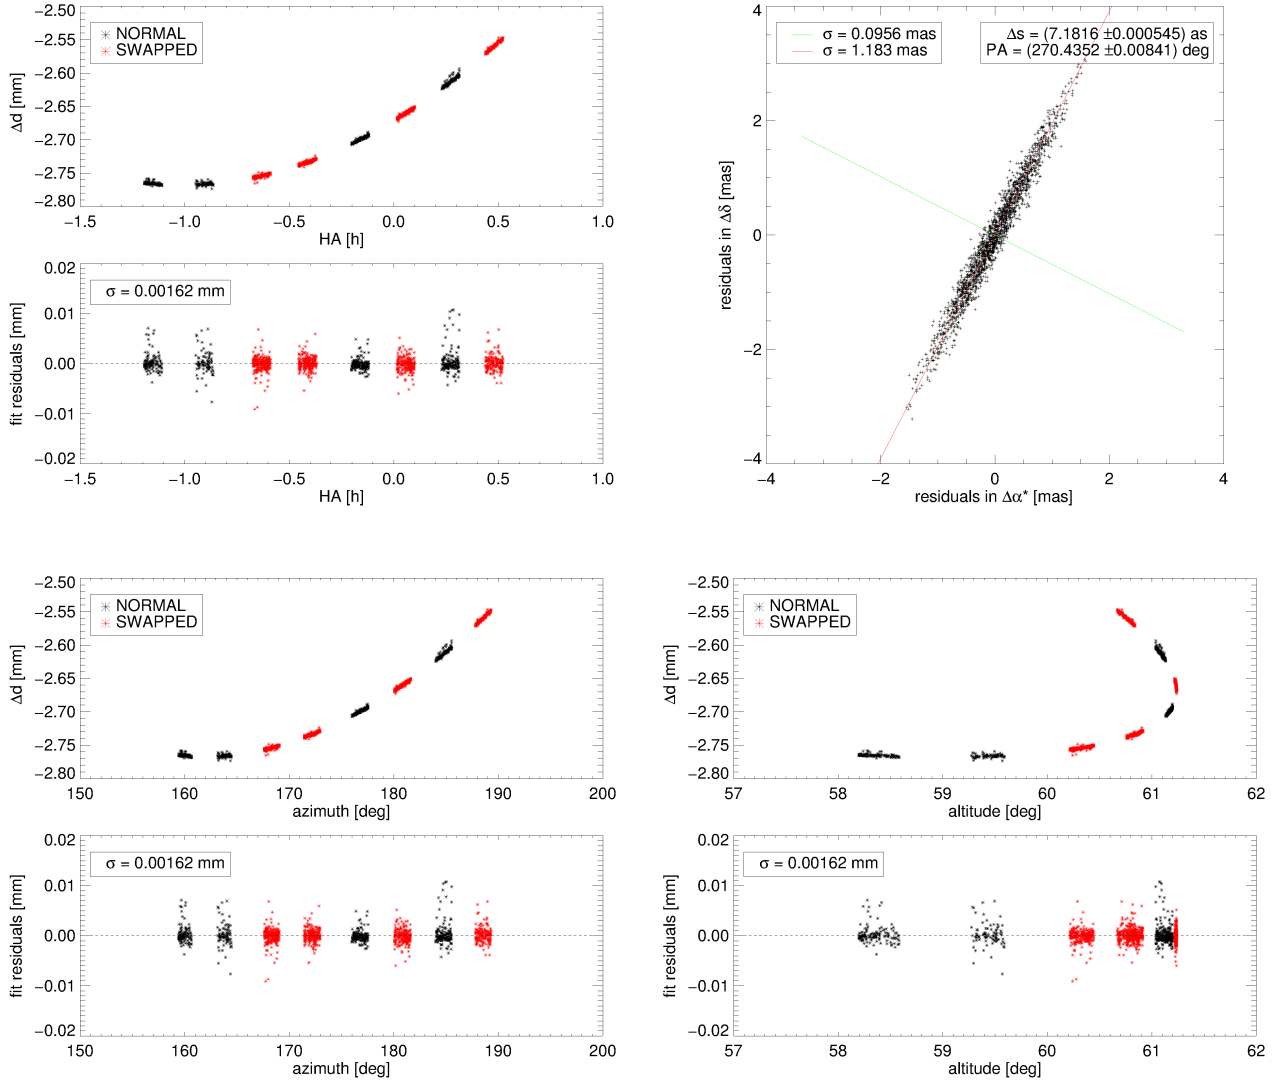 −2.50
−2.55
−2.60
−2.65
−2.70
−2.75
−2.80
Δd [mm]
NORMAL
SWAPPED
−1.5 −1.0 −0.5 0.0 0.5 1.0
HA [h]
0.02
0.01
0.00
−0.01
−0.02
fit residuals [mm]
σ = 0.00162 mm
−1.5 −1.0 −0.5 0.0 0.5 1.0
HA [h]
4
2
0
−2
−4
residuals in Δδ [mas]
σ = 0.0956 mas
σ = 1.183 mas
Δs = (7.1816 ±0.000545) as
PA = (270.4352 ±0.00841) deg
−4 −2 0 2 4
residuals in Δα* [mas]
−2.50
−2.55
−2.60
−2.65
−2.70
−2.75
−2.80
Δd [mm]
NORMAL
SWAPPED
150 160 170 180 190 200
azimuth [deg]
0.02
0.01
0.00
−0.01
−0.02
fit residuals [mm]
σ = 0.00162 mm
150 160 170 180 190 200
azimuth [deg]
−2.50
−2.55
−2.60
−2.65
−2.70
−2.75
−2.80
Δd [mm]
NORMAL
SWAPPED
57 58 59 60 61 62
altitude [deg]
0.02
0.01
0.00
−0.01
−0.02
fit residuals [mm]
σ = 0.00162 mm
57 58 59 60 61 62
altitude [deg]